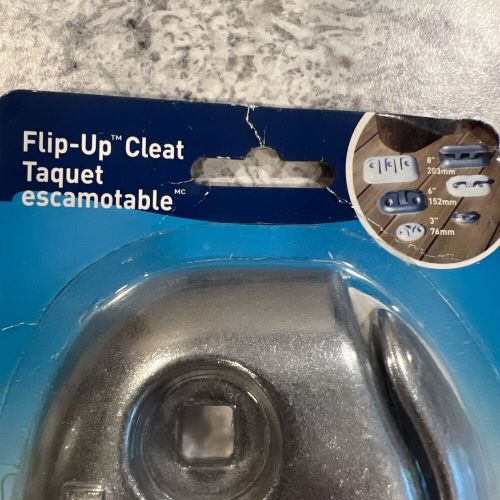 Flip-Up™ Cleat
Taquet
escamotable MC
8"
203mm
6"
152mm
3"
76mm